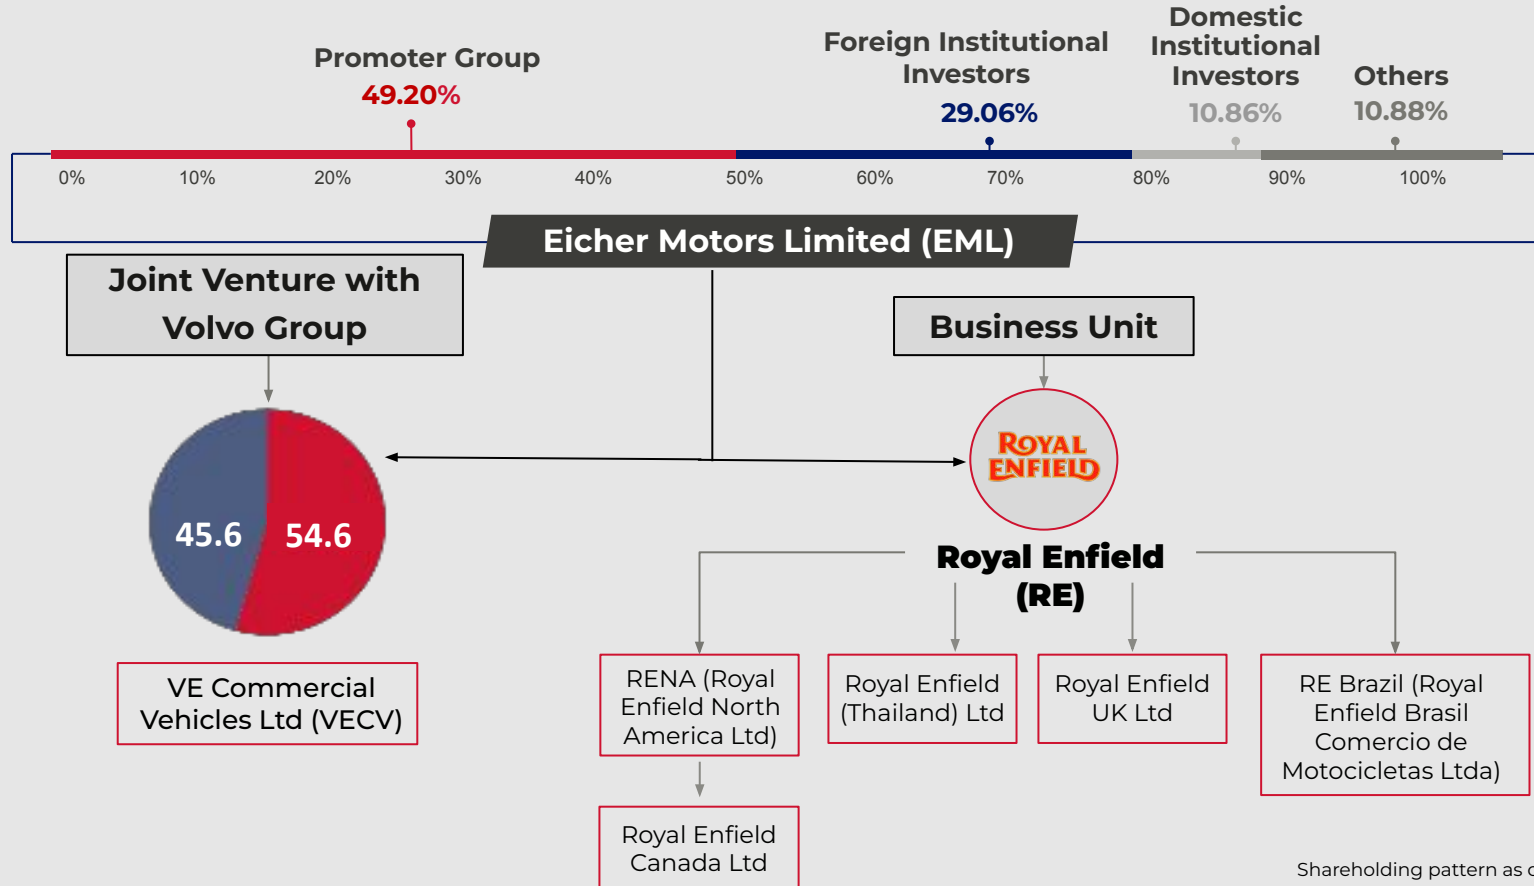 Promoter Group
49.20%
Foreign Institutional
Investors
29.06%
Domestic
Institutional
Investors
10.86%
Others
10.88%
0% 10% 20% 30% 40% 50% 60% 70% 80% 90% 100%
Eicher Motors Limited (EML)
Joint Venture with
Volvo Group
Business Unit
45.6 54.6
ROYAL
ENFIELD
Royal Enfield
(RE)
VE Commercial
Vehicles Ltd (VECV)
RENA (Royal
Enfield North
America Ltd)
Royal Enfield
(Thailand) Ltd
Royal Enfield
UK Ltd
RE Brazil (Royal
Enfield Brasil
Comercio de
Motocicletas Ltda)
Royal Enfield
Canada Ltd
Shareholding pattern as